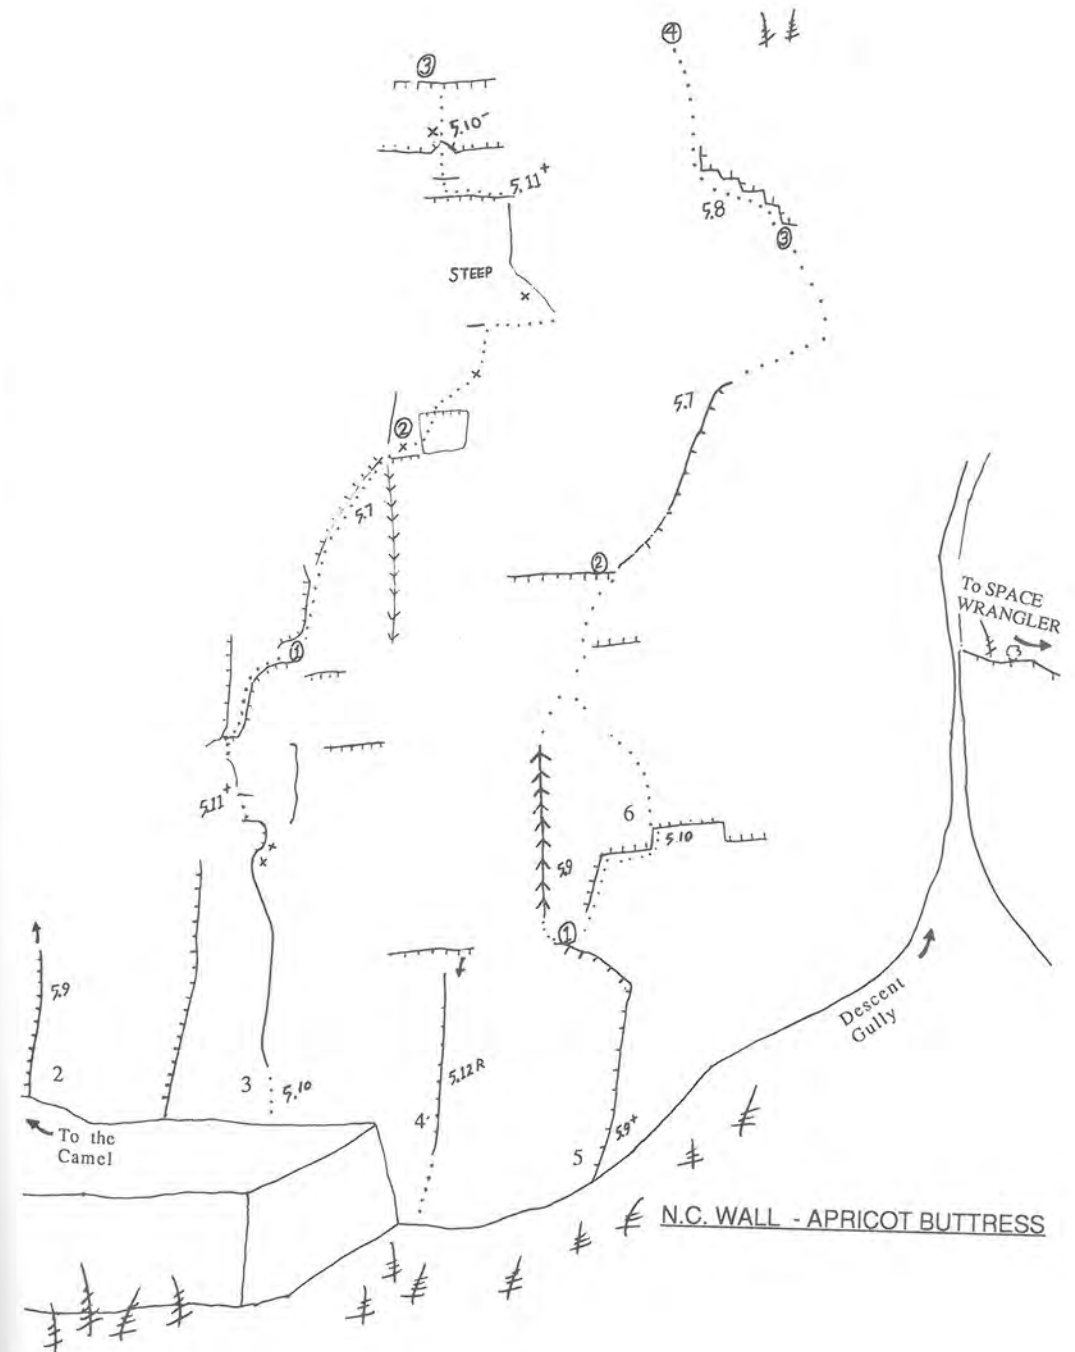 ④
③
5.10-
5.11+
5.8
③
STEEP
5.7
②
5.7
②
To SPACE
WRANGLER
①
5.11+
6
5.10
5.9
①
5.9
2
3
5.10
5.12R
4
5.9+
5
Descent
Gully
To the
Camel
N.C. WALL - APRICOT BUTTRESS